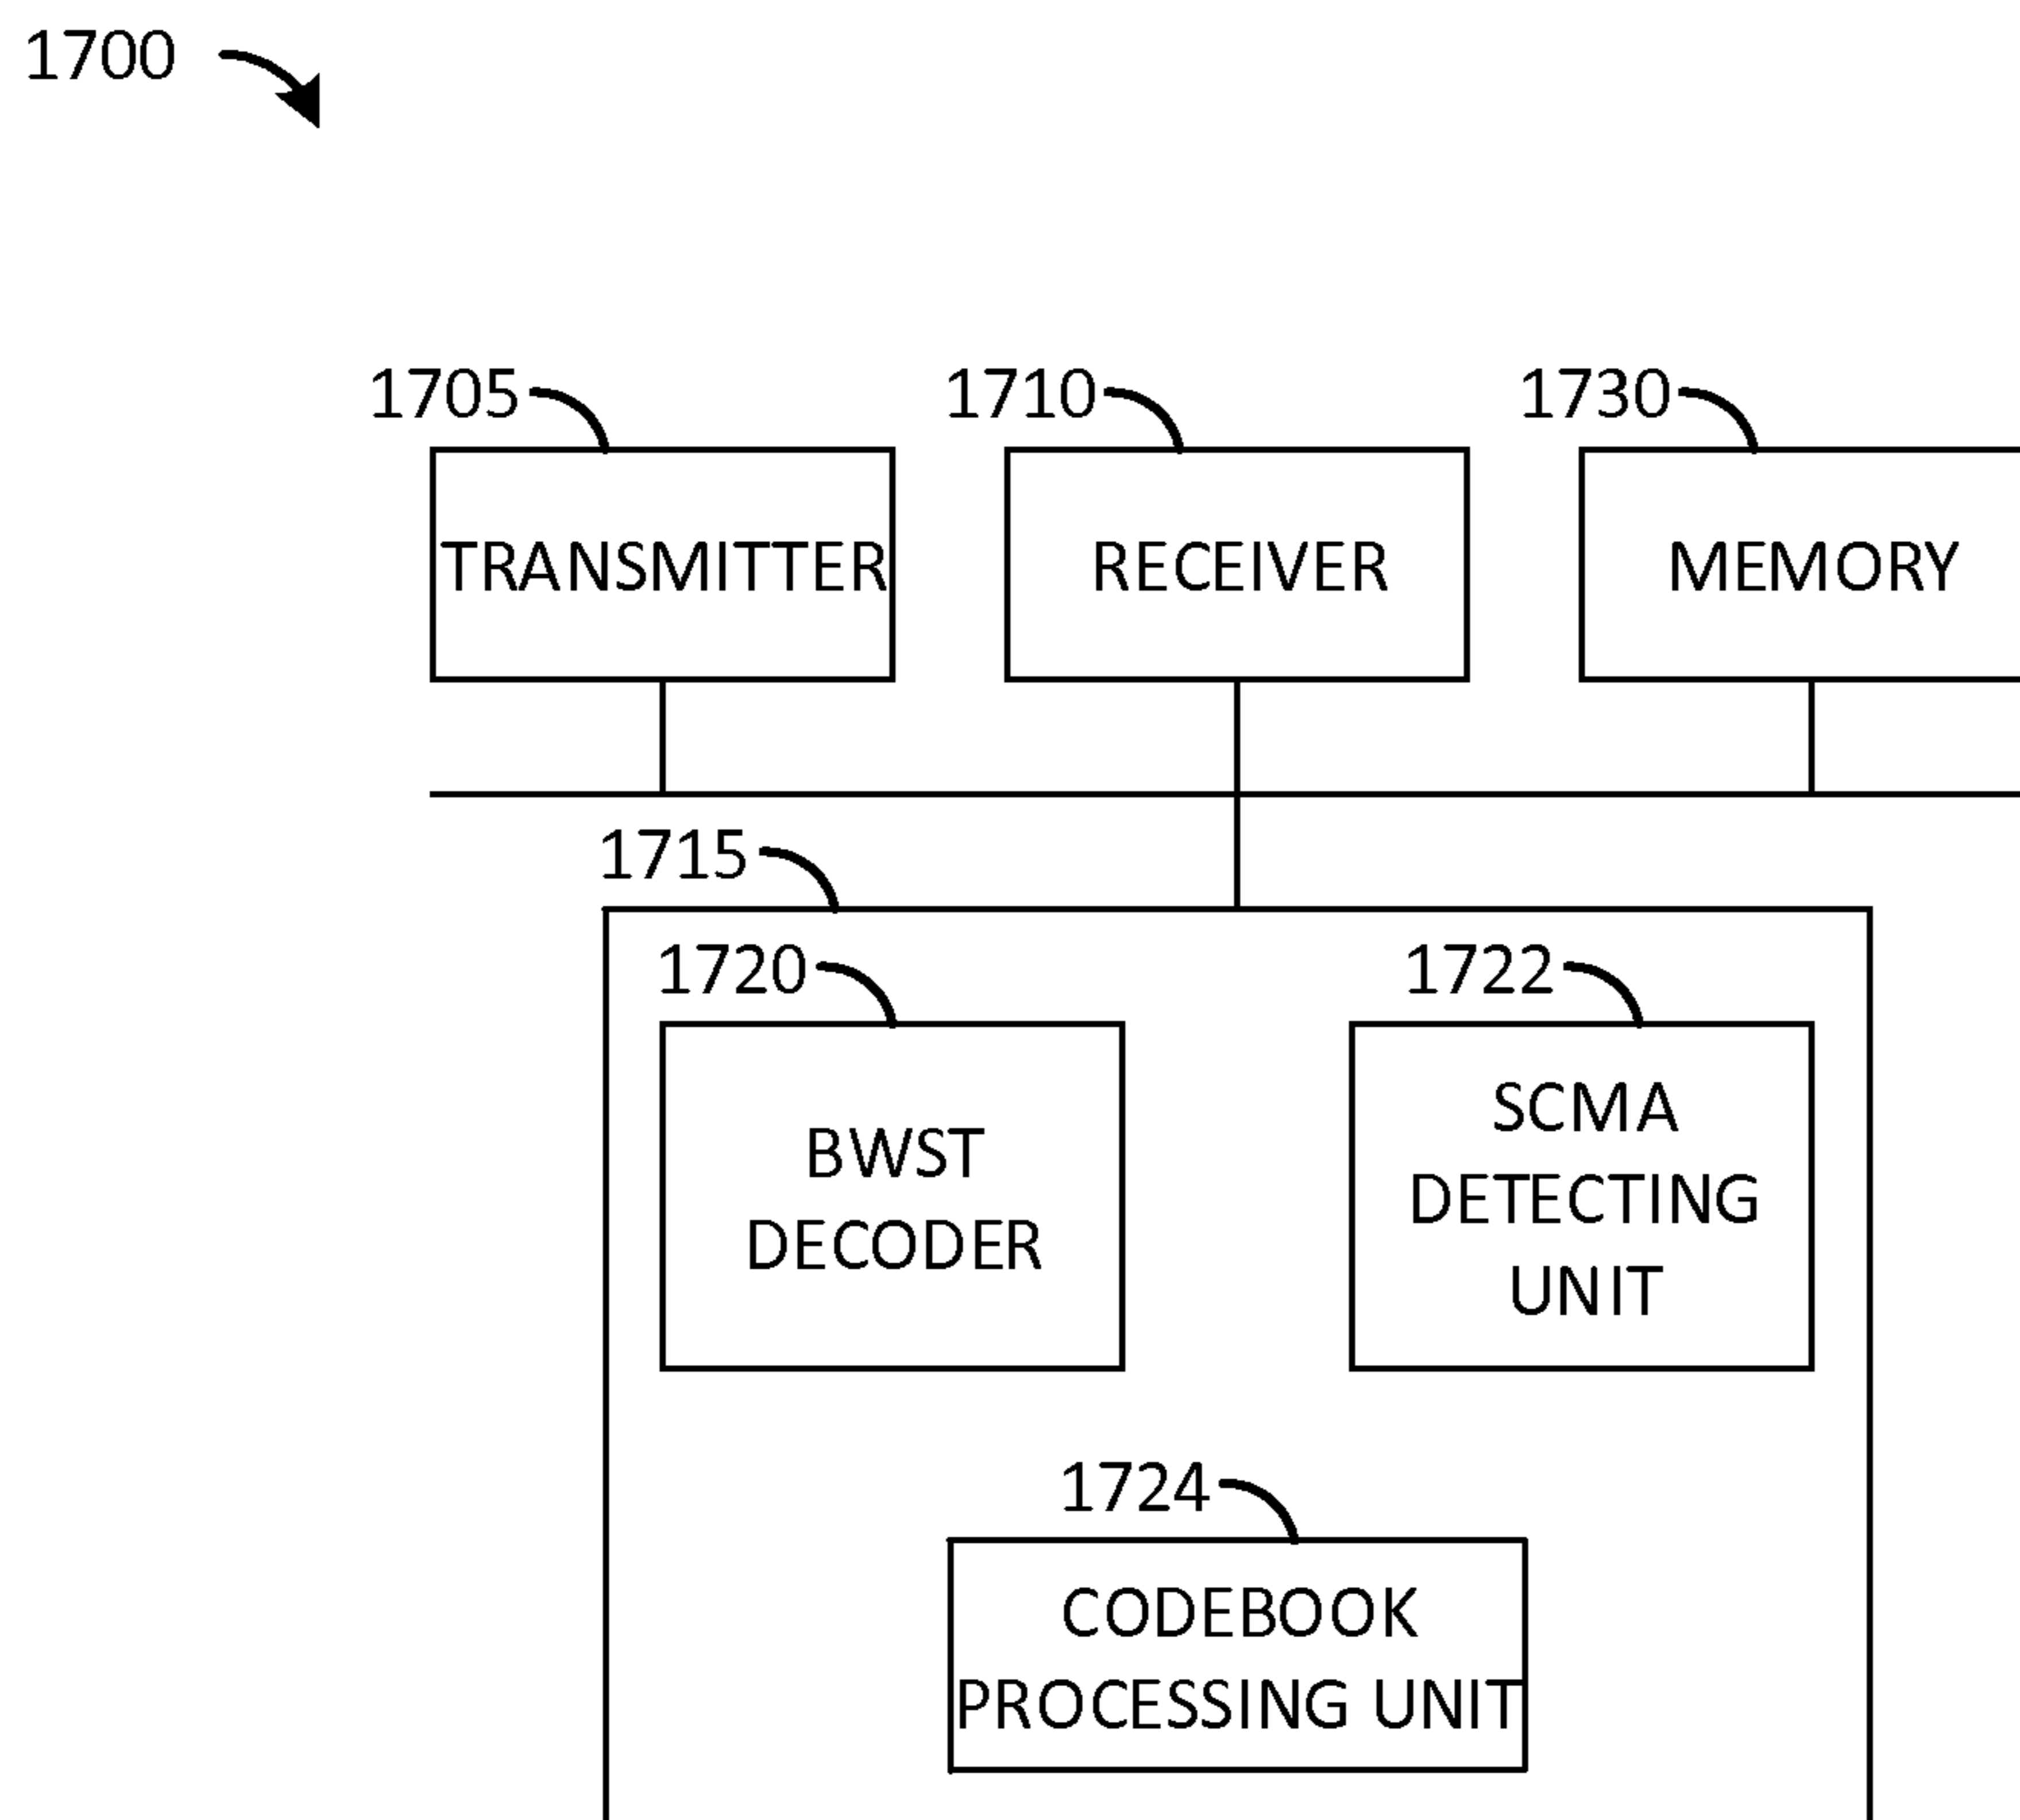 1700
1705
1710
1730
TRANSMITTER
RECEIVER
MEMORY
1715
1720
1722
BWST
DECODER
SCMA
DETECTING
UNIT
1724
CODEBOOK
PROCESSING UNIT